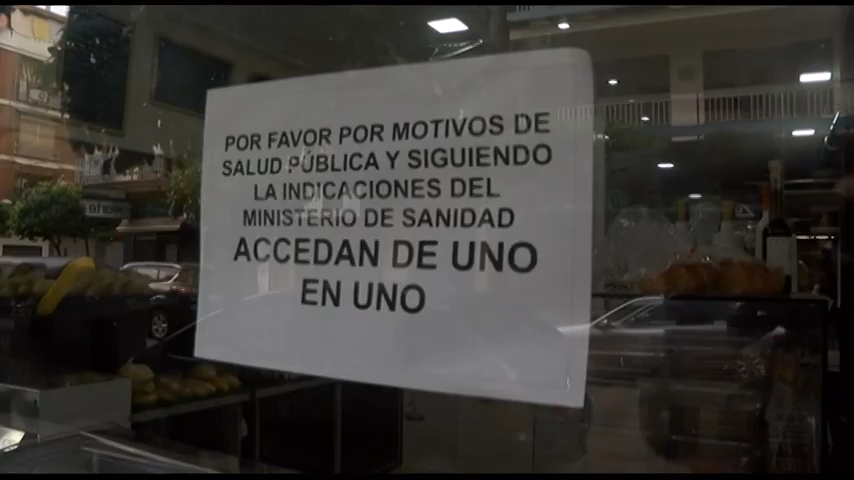 POR FAVOR POR MOTIVOS DE
SALUD PÚBLICA Y SIGUIENDO
LA INDICACIONES DEL
MINISTERIO DE SANIDAD
ACCEDAN DE UNO
EN UNO